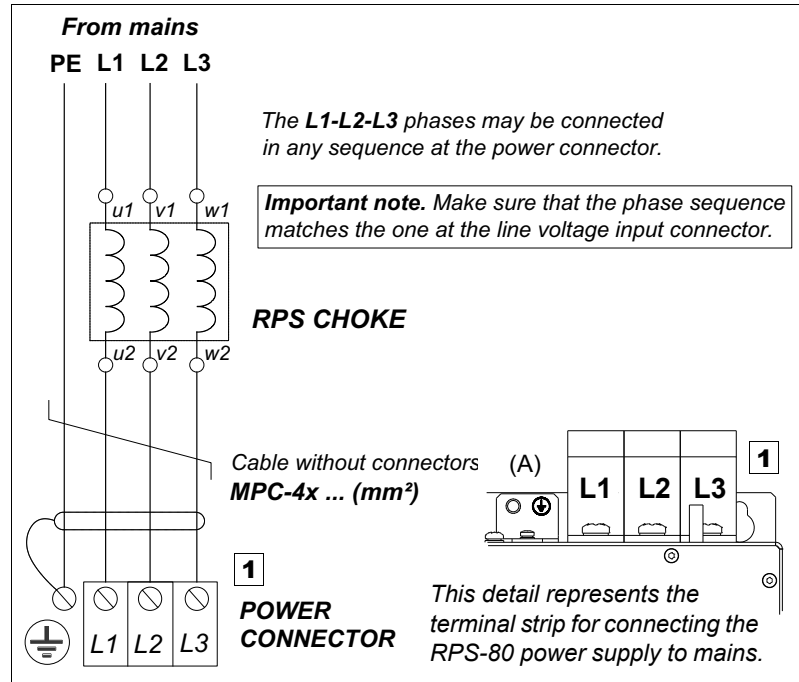 From mains
PE L1 L2 L3
The L1-L2-L3 phases may be connected
in any sequence at the power connector.
Important note. Make sure that the phase sequence
matches the one at the line voltage input connector.
u1 v1 w1
RPS CHOKE
u2 v2 w2
Cable without connectors
MPC-4x ... (mm²)
(A)
L1 L2 L3
1
1
POWER
CONNECTOR
L1 L2 L3
This detail represents the
terminal strip for connecting the
RPS-80 power supply to mains.